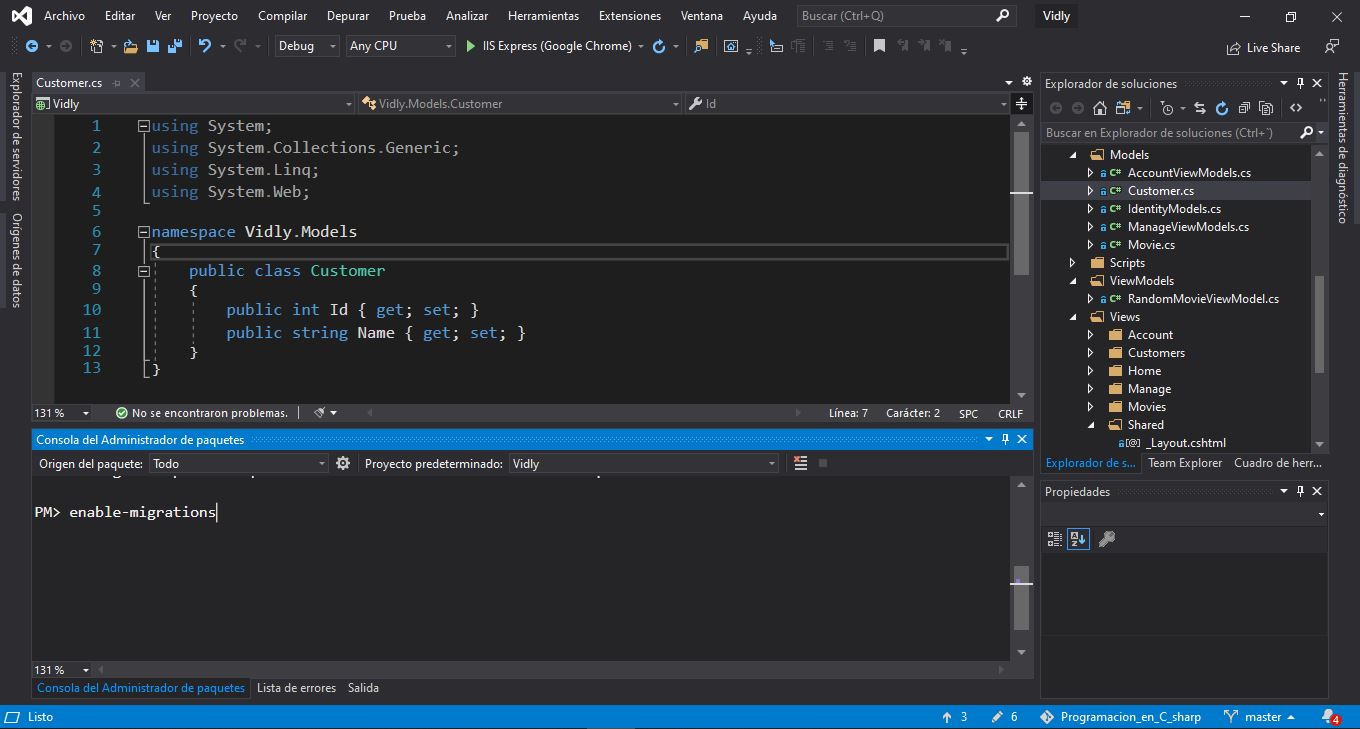 Archivo Editar Ver Proyecto Compilar Depurar Prueba Analizar Herramientas Extensiones Ventana Ayuda Buscar (Ctrl+Q) Vidly
Debug Any CPU IIS Express (Google Chrome) Live Share
Explorador de servidores
Orígenes de datos
Customer.cs
Vidly Vidly.Models.Customer Id
1 using System;
2 using System.Collections.Generic;
3 using System.Linq;
4 using System.Web;
5
6 namespace Vidly.Models
7 {
8 public class Customer
9 {
10 public int Id { get; set; }
11 public string Name { get; set; }
12 }
13 }
131 % No se encontraron problemas. Línea: 7 Carácter: 2 SPC CRLF
Consola del Administrador de paquetes
Origen del paquete: Todo Proyecto predeterminado: Vidly
PM> enable-migrations
131 %
Consola del Administrador de paquetes Lista de errores Salida
Explorador de soluciones
Buscar en Explorador de soluciones (Ctrl+´)
Models
C# AccountViewModels.cs
C# Customer.cs
C# IdentityModels.cs
C# ManageViewModels.cs
C# Movie.cs
Scripts
ViewModels
C# RandomMovieViewModel.cs
Views
Account
Customers
Home
Manage
Movies
Shared
[@] _Layout.cshtml
Explorador de s... Team Explorer Cuadro de herr...
Propiedades
Herramientas de diagnóstico
Listo 3 6 Programacion_en_C_sharp master 4